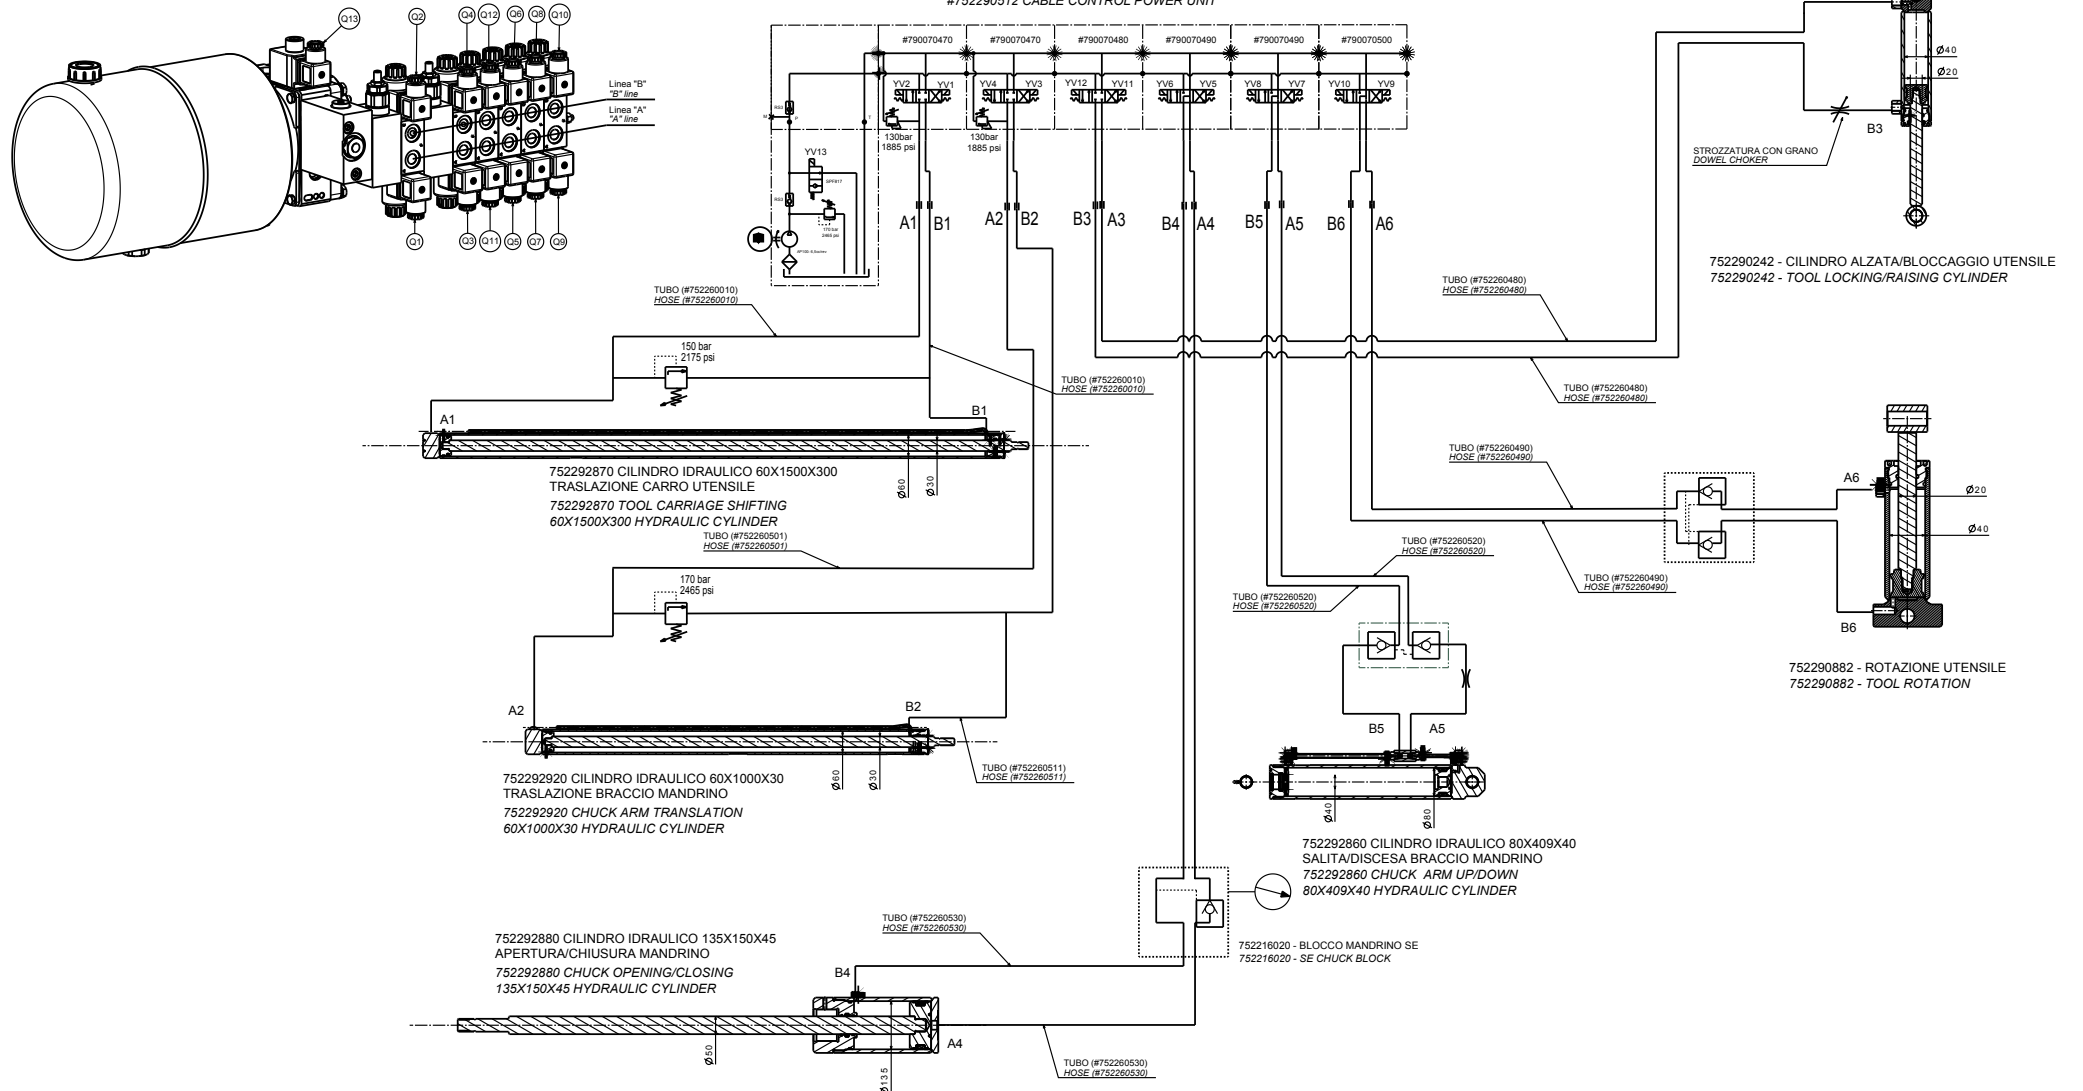 #752290512 CABLE CONTROL POWER UNIT
Q13
Q2
Q4
Q12
Q6
Q8
Q10
Linea "B"
"B" line
Linea "A"
"A" line
Q1
Q3
Q11
Q5
Q7
Q9
#790070470
#790070470
#790070480
#790070490
#790070490
#790070500
YV2
YV1
YV4
YV3
YV12
YV11
YV6
YV5
YV8
YV7
YV10
YV9
130bar
1885 psi
130bar
1885 psi
P
T
YV13
170 bar
2465 psi
A1
B1
A2
B2
B3
A3
B4
A4
B5
A5
B6
A6
Ø40
Ø20
B3
STROZZATURA CON GRANO
DOWEL CHOKER
752290242 - CILINDRO ALZATA/BLOCCAGGIO UTENSILE
752290242 - TOOL LOCKING/RAISING CYLINDER
TUBO (#752260010)
HOSE (#752260010)
TUBO (#752260480)
HOSE (#752260480)
150 bar
2175 psi
TUBO (#752260010)
HOSE (#752260010)
TUBO (#752260480)
HOSE (#752260480)
A1
B1
752292870 CILINDRO IDRAULICO 60X1500X300
TRASLAZIONE CARRO UTENSILE
752292870 TOOL CARRIAGE SHIFTING
60X1500X300 HYDRAULIC CYLINDER
Ø60
Ø30
TUBO (#752260490)
HOSE (#752260490)
A6
Ø20
Ø40
TUBO (#752260501)
HOSE (#752260501)
TUBO (#752260520)
HOSE (#752260520)
170 bar
2465 psi
TUBO (#752260520)
HOSE (#752260520)
TUBO (#752260490)
HOSE (#752260490)
B6
752290882 - ROTAZIONE UTENSILE
752290882 - TOOL ROTATION
A2
B2
B5
A5
752292920 CILINDRO IDRAULICO 60X1000X30
TRASLAZIONE BRACCIO MANDRINO
752292920 CHUCK ARM TRANSLATION
60X1000X30 HYDRAULIC CYLINDER
Ø60
Ø30
TUBO (#752260511)
HOSE (#752260511)
Ø40
Ø80
752292860 CILINDRO IDRAULICO 80X409X40
SALITA/DISCESA BRACCIO MANDRINO
752292860 CHUCK ARM UP/DOWN
80X409X40 HYDRAULIC CYLINDER
TUBO (#752260530)
HOSE (#752260530)
752216020 - BLOCCO MANDRINO SE
752216020 - SE CHUCK BLOCK
752292880 CILINDRO IDRAULICO 135X150X45
APERTURA/CHIUSURA MANDRINO
752292880 CHUCK OPENING/CLOSING
135X150X45 HYDRAULIC CYLINDER
B4
A4
Ø50
Ø135
TUBO (#752260530)
HOSE (#752260530)